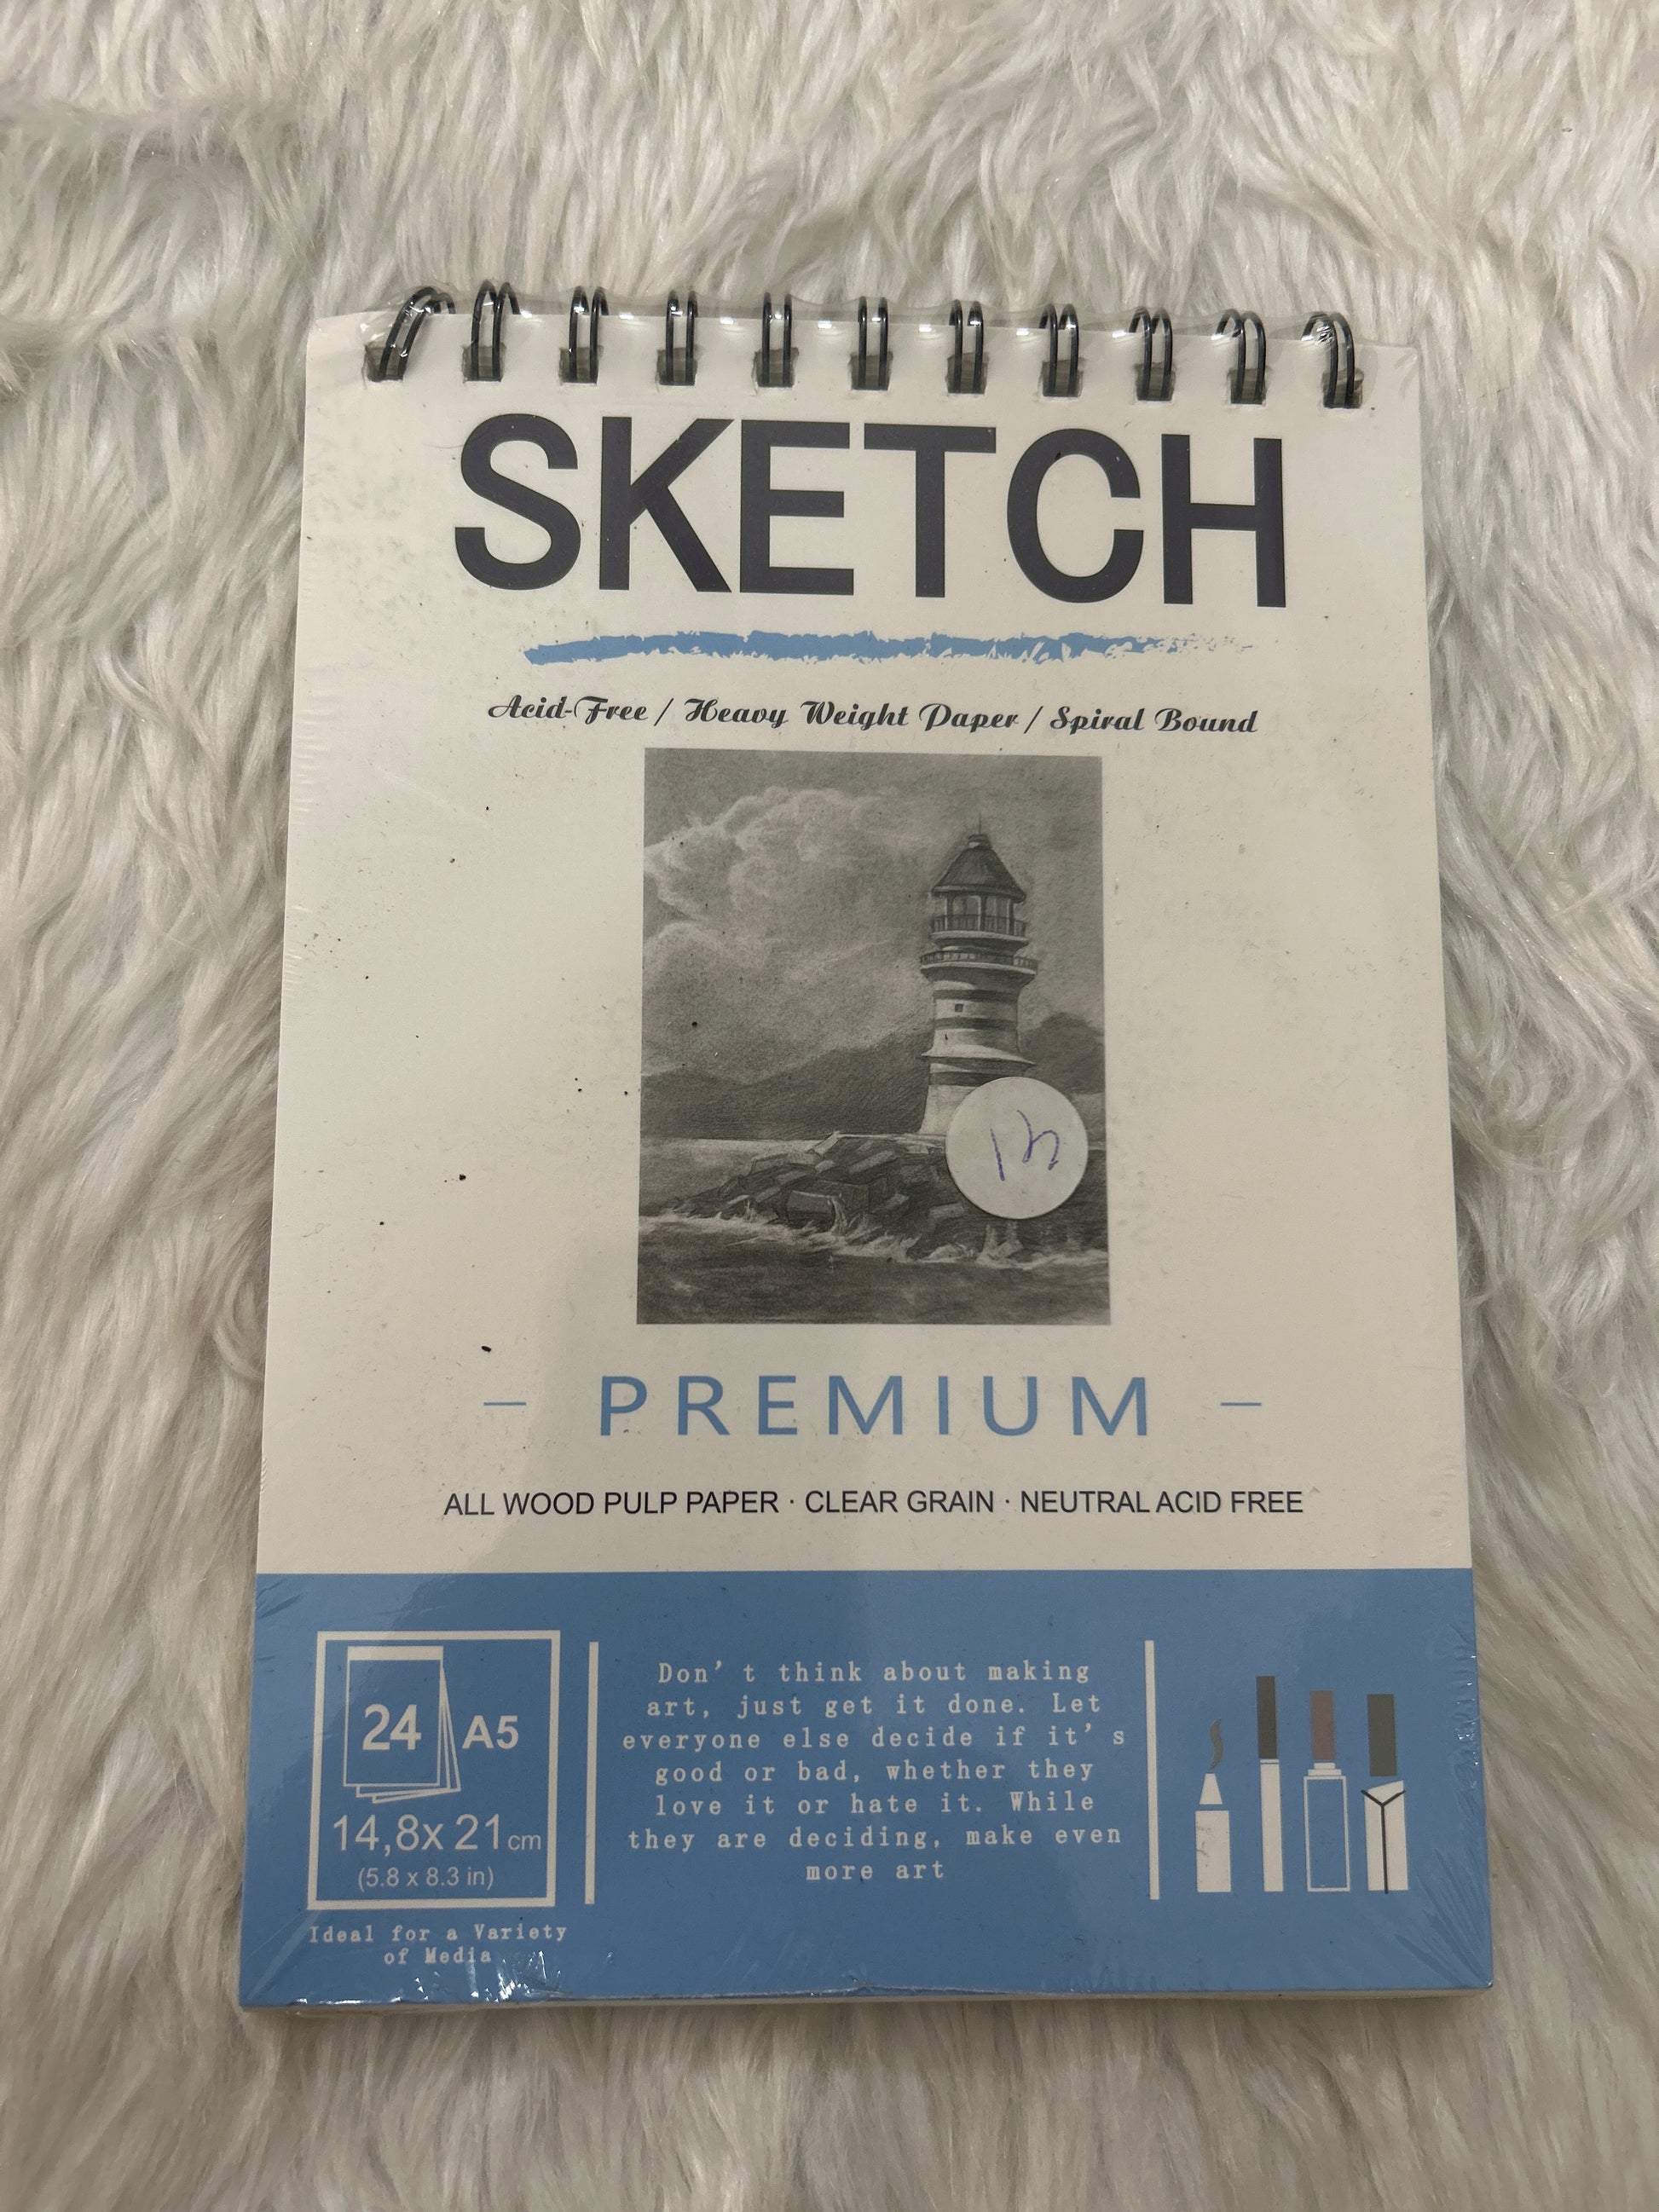 SKETCH
Acid-Free / Heavy Weight Paper / Spiral Bound
– PREMIUM –
ALL WOOD PULP PAPER · CLEAR GRAIN · NEUTRAL ACID FREE
24 A5
14,8x 21cm
(5.8 x 8.3 in)
Ideal for a Variety
of Media
Don’t think about making
art, just get it done. Let
everyone else decide if it’s
good or bad, whether they
love it or hate it. While
they are deciding, make even
more art